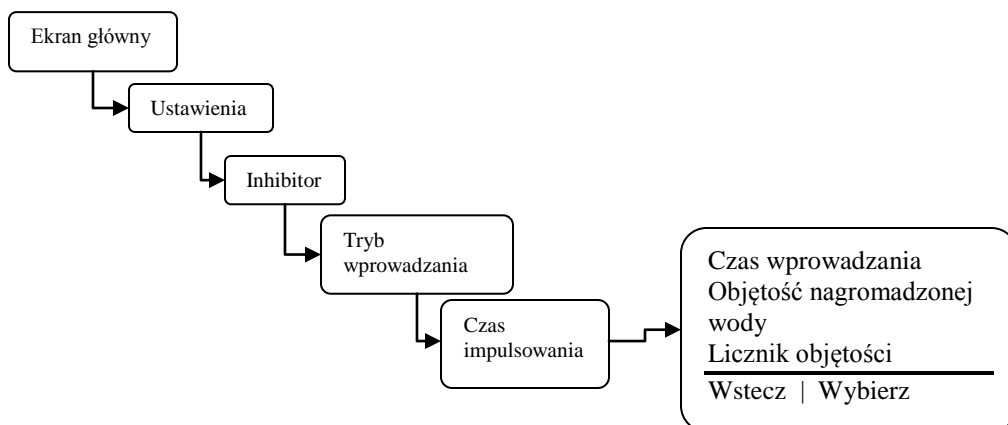 Ekran główny
Ustawienia
Inhibitor
Tryb
wprowadzania
Czas
impulsowania
Czas wprowadzania
Objętość nagromadzonej
wody
Licznik objętości
Wstecz | Wybierz